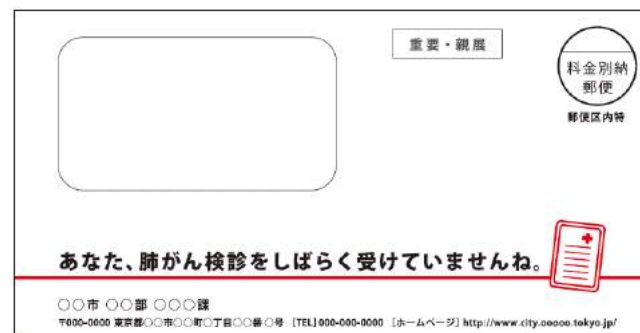 重要・親展
料金別納
郵便
郵便区内特
あなた、肺がん検診をしばらく受けていませんね。
○○市 ○○部 ○○○課
〒000-0000 東京都○○市○○町○丁目○○番○号 [TEL]000-000-0000 [ホームページ]http://www.city.ooooo.tokyo.jp/